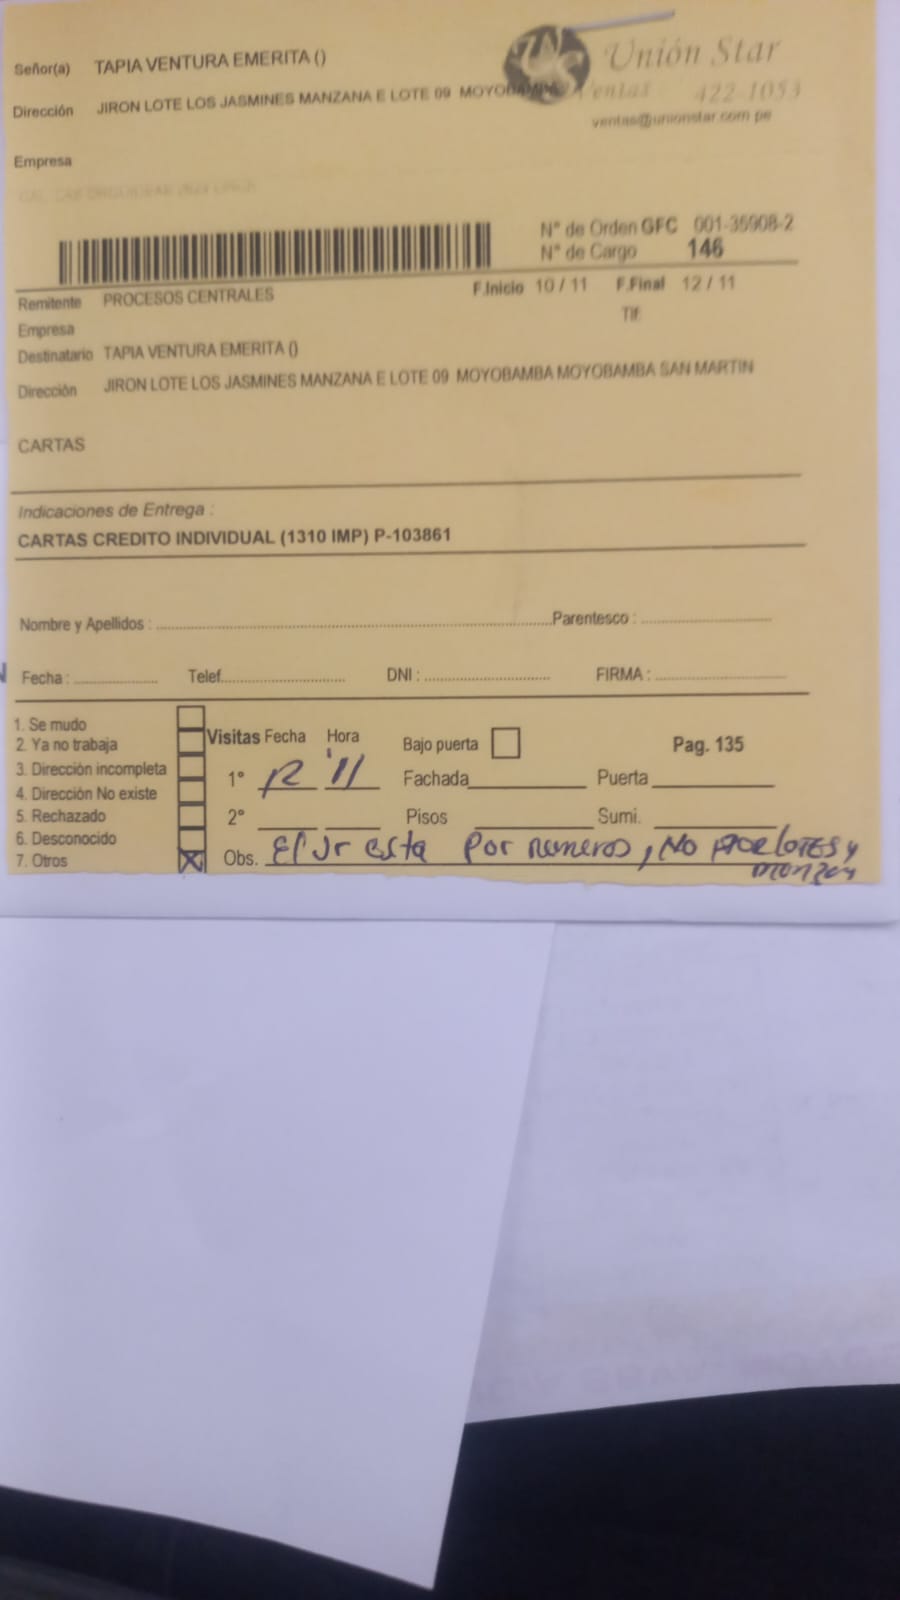 Señor(a) TAPIA VENTURA EMERITA ()
Unión Star
Dirección JIRON LOTE LOS JASMINES MANZANA E LOTE 09 MOYOBAMBA
Ventas 422-1053
ventas@unionstar.com.pe
Empresa
N° de Orden GFC 001-35908-2
N° de Cargo 146
Remitente PROCESOS CENTRALES
F.Inicio 10 / 11 F.Final 12 / 11
Empresa
Tlf.
Destinatario TAPIA VENTURA EMERITA ()
Dirección JIRON LOTE LOS JASMINES MANZANA E LOTE 09 MOYOBAMBA MOYOBAMBA SAN MARTIN
CARTAS
Indicaciones de Entrega :
CARTAS CREDITO INDIVIDUAL (1310 IMP) P-103861
Nombre y Apellidos : Parentesco :
Fecha : Telef. DNI : FIRMA :
1. Se mudo
2. Ya no trabaja
3. Dirección incompleta
4. Dirección No existe
5. Rechazado
6. Desconocido
7. Otros
Visitas Fecha Hora Bajo puerta Pag. 135
1° 12 11 Fachada Puerta
2° Pisos Sumi.
Obs. El Jr esta Por numeros, No por LOTES y